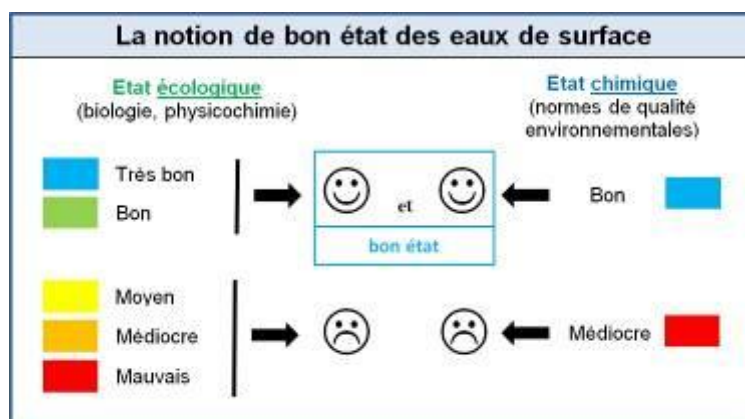 La notion de bon état des eaux de surface
Etat écologique
(biologie, physicochimie)
Etat chimique
(normes de qualité
environnementales)
Très bon
Bon
et
bon état
Bon
Moyen
Médiocre
Mauvais
Médiocre